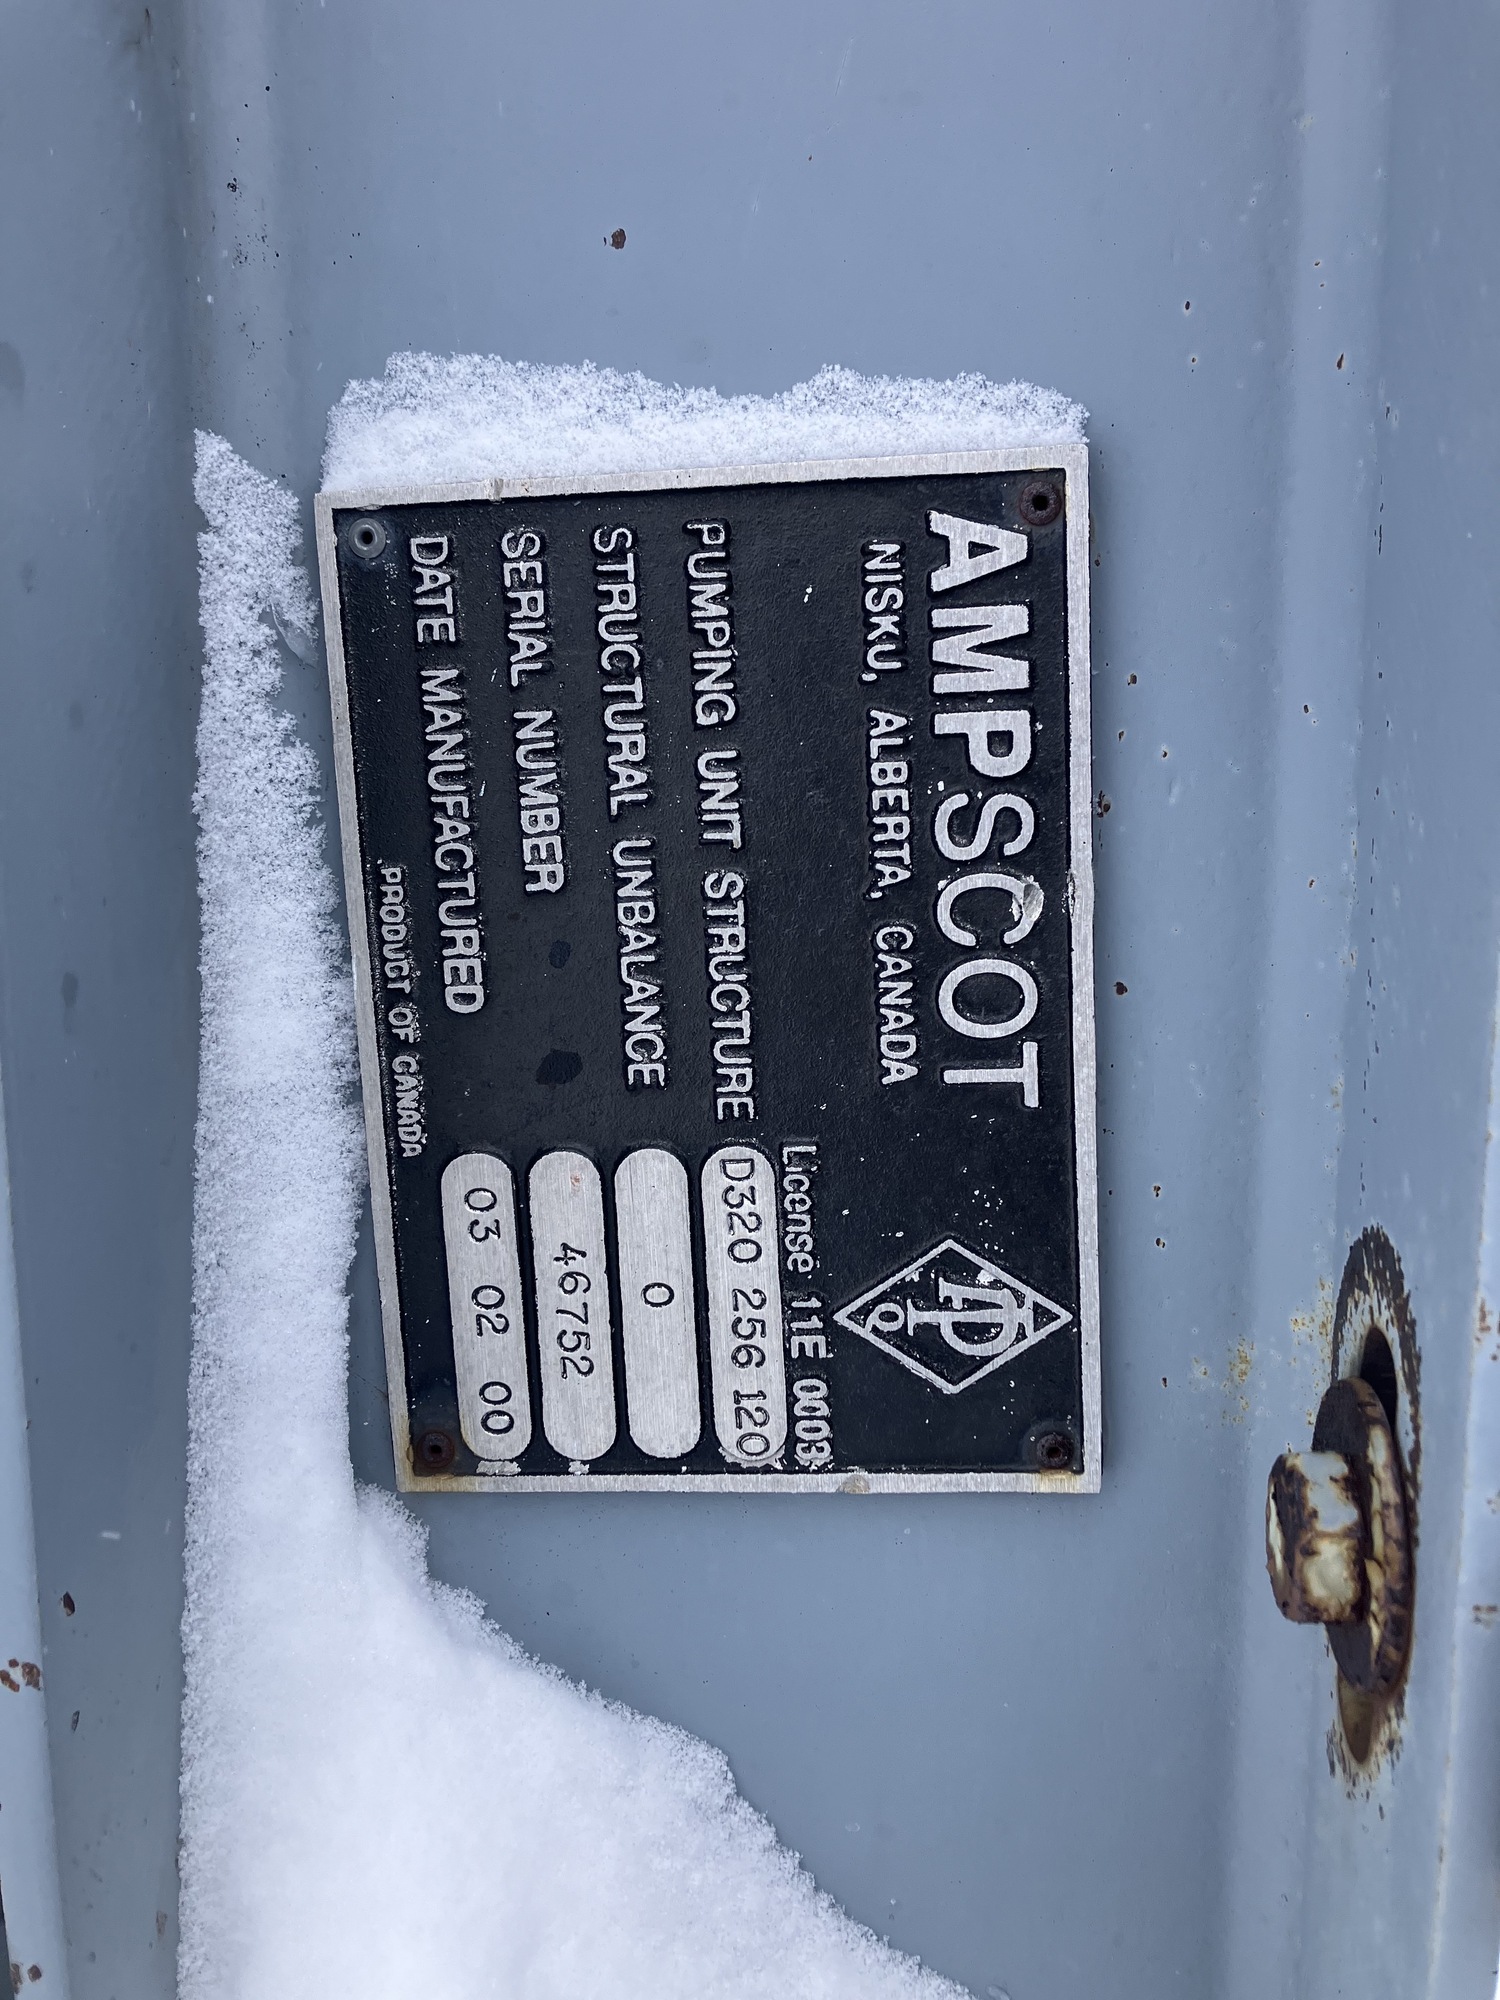 AMPSCOT
NISKU, ALBERTA, CANADA
License 11E 0003
PUMPING UNIT STRUCTURE D320 256 120
STRUCTURAL UNBALANCE 0
SERIAL NUMBER 46752
DATE MANUFACTURED 03 02 00
PRODUCT OF CANADA